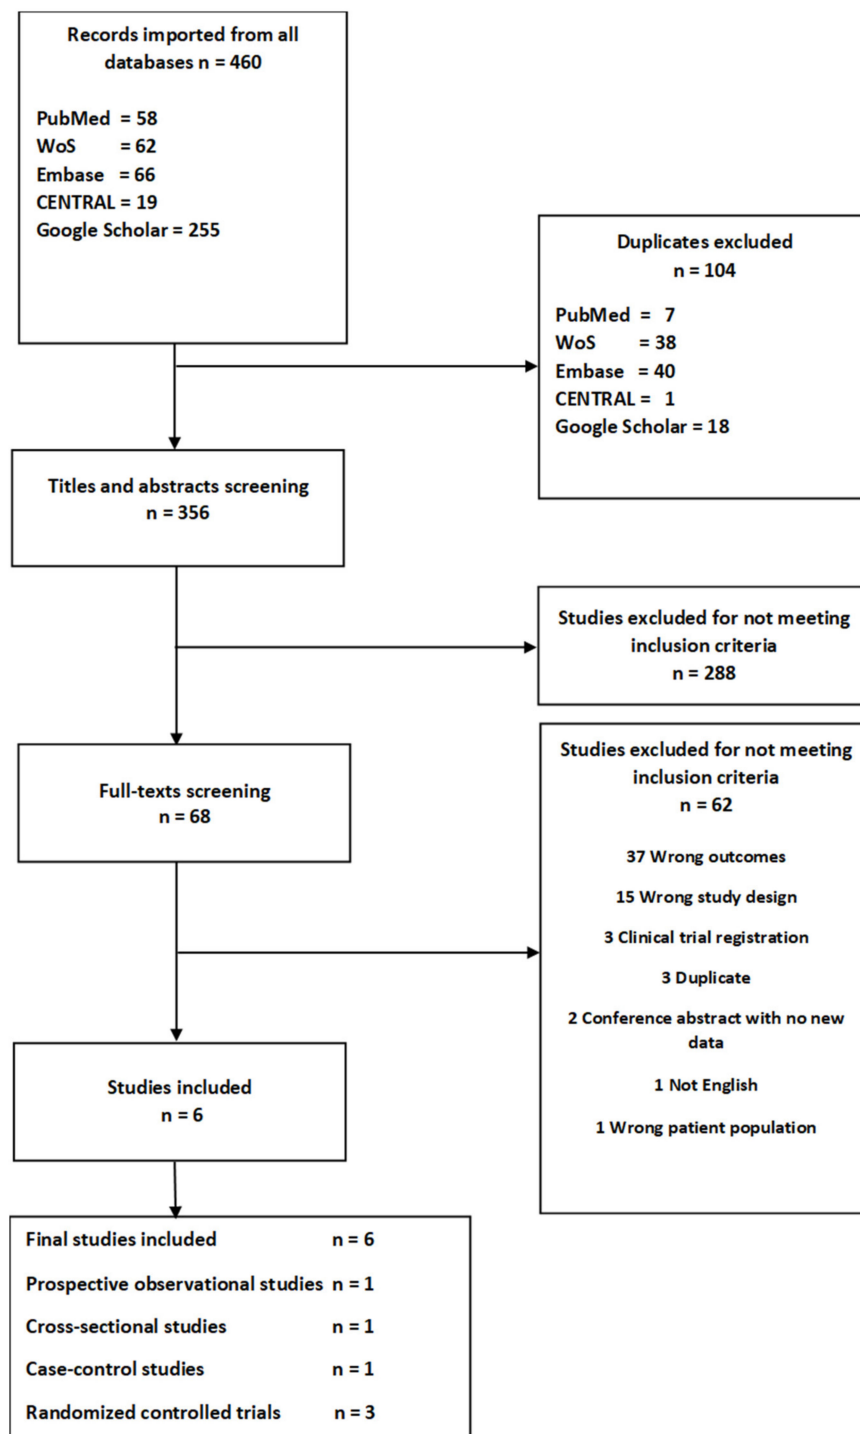 Records imported from all
databases n = 460
PubMed = 58
WoS = 62
Embase = 66
CENTRAL = 19
Google Scholar = 255
Duplicates excluded
n = 104
PubMed = 7
WoS = 38
Embase = 40
CENTRAL = 1
Google Scholar = 18
Titles and abstracts screening
n = 356
Studies excluded for not meeting
inclusion criteria
n = 288
Full-texts screening
n = 68
Studies excluded for not meeting
inclusion criteria
n = 62
37 Wrong outcomes
15 Wrong study design
3 Clinical trial registration
3 Duplicate
2 Conference abstract with no new
data
1 Not English
1 Wrong patient population
Studies included
n = 6
Final studies included n = 6
Prospective observational studies n = 1
Cross-sectional studies n = 1
Case-control studies n = 1
Randomized controlled trials n = 3